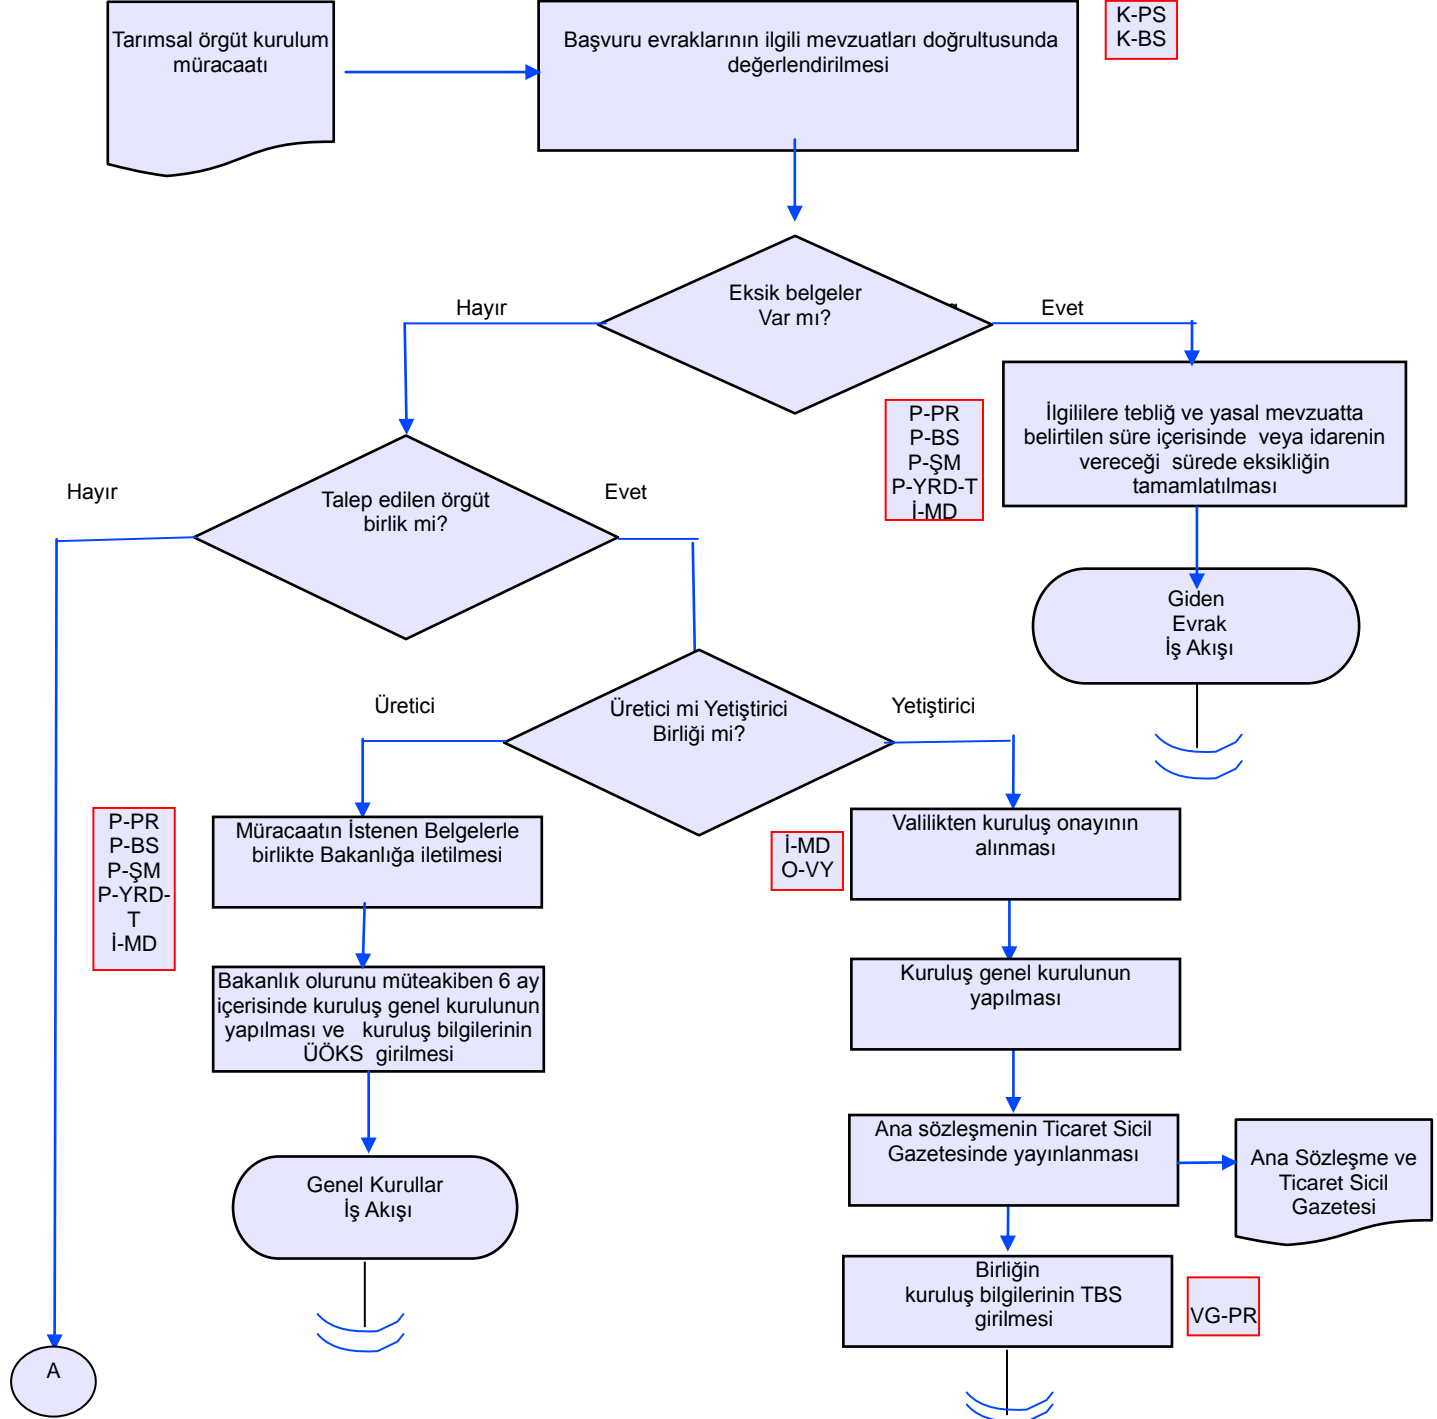 Tarımsal örgüt kurulum
müracaatı
Başvuru evraklarının ilgili mevzuatları doğrultusunda
değerlendirilmesi
K-PS
K-BS
Eksik belgeler
Var mı?
Hayır
Evet
P-PR
P-BS
P-ŞM
P-YRD-T
İ-MD
İlgililere tebliğ ve yasal mevzuatta
belirtilen süre içerisinde veya idarenin
vereceği sürede eksikliğin
tamamlatılması
Hayır
Talep edilen örgüt
birlik mi?
Evet
Giden
Evrak
İş Akışı
Üretici
Üretici mi Yetiştirici
Birliği mi?
Yetiştirici
P-PR
P-BS
P-ŞM
P-YRD-
T
İ-MD
Müracaatın İstenen Belgelerle
birlikte Bakanlığa iletilmesi
İ-MD
O-VY
Valilikten kuruluş onayının
alınması
Bakanlık olurunu müteakiben 6 ay
içerisinde kuruluş genel kurulunun
yapılması ve kuruluş bilgilerinin
ÜÖKS girilmesi
Kuruluş genel kurulunun
yapılması
Ana sözleşmenin Ticaret Sicil
Gazetesinde yayınlanması
Ana Sözleşme ve
Ticaret Sicil
Gazetesi
Genel Kurullar
İş Akışı
Birliğin
kuruluş bilgilerinin TBS
girilmesi
VG-PR
A